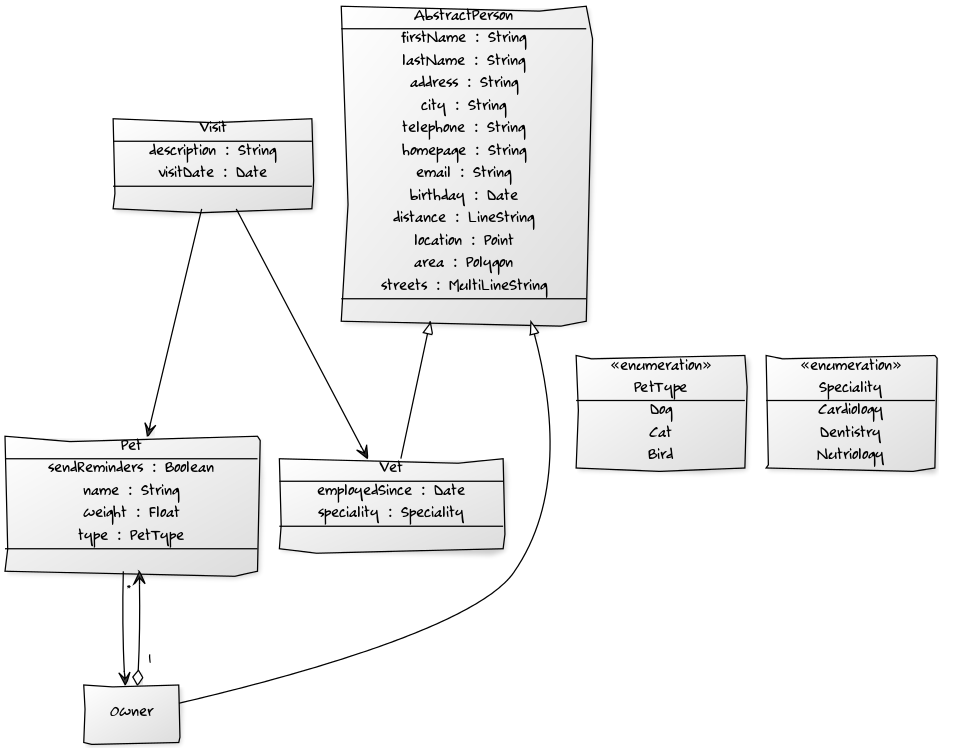 AbstractPerson
firstName : String
lastName : String
address : String
city : String
telephone : String
homepage : String
email : String
birthday : Date
distance : LineString
location : Point
area : Polygon
streets : MultiLineString
Visit
description : String
visitDate : Date
«enumeration»
PetType
Dog
Cat
Bird
«enumeration»
Speciality
Cardiology
Dentistry
Nutriology
Pet
sendReminders : Boolean
name : String
weight : Float
type : PetType
Vet
employedSince : Date
speciality : Speciality
*
1
Owner